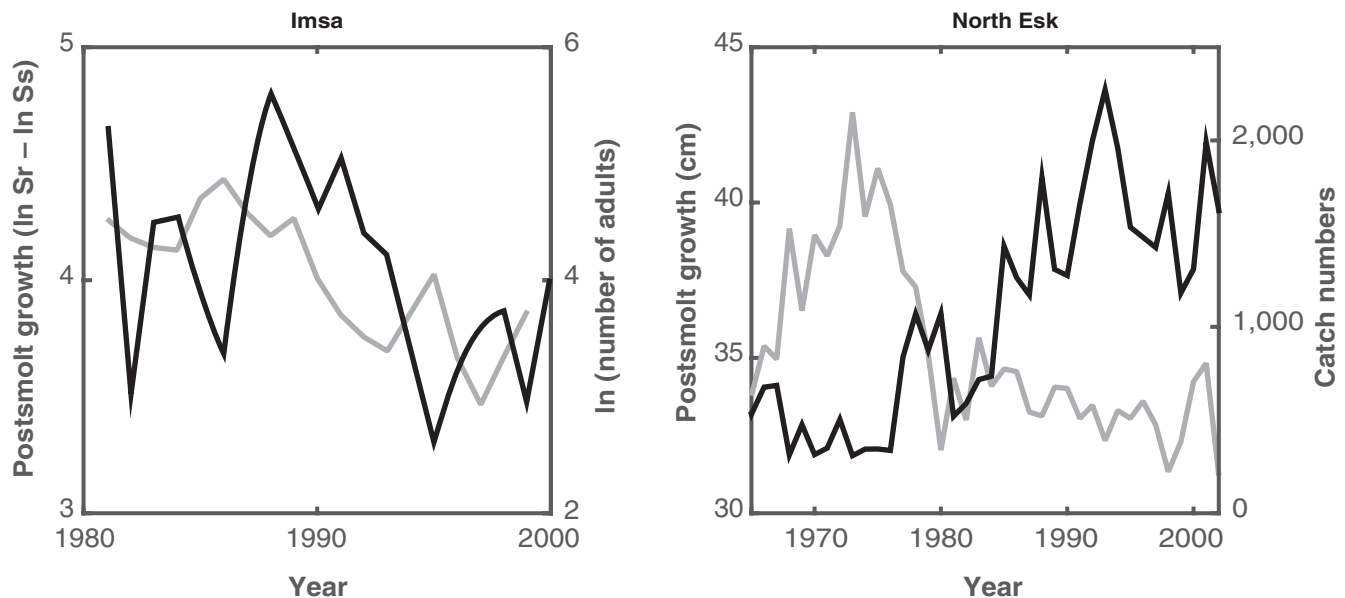 Imsa
5
4
3
6
4
2
1980
1990
2000
Postsmolt growth (ln Sr – ln Ss)
ln (number of adults)
Year
North Esk
45
40
35
30
2,000
1,000
0
1970
1980
1990
2000
Postsmolt growth (cm)
Catch numbers
Year